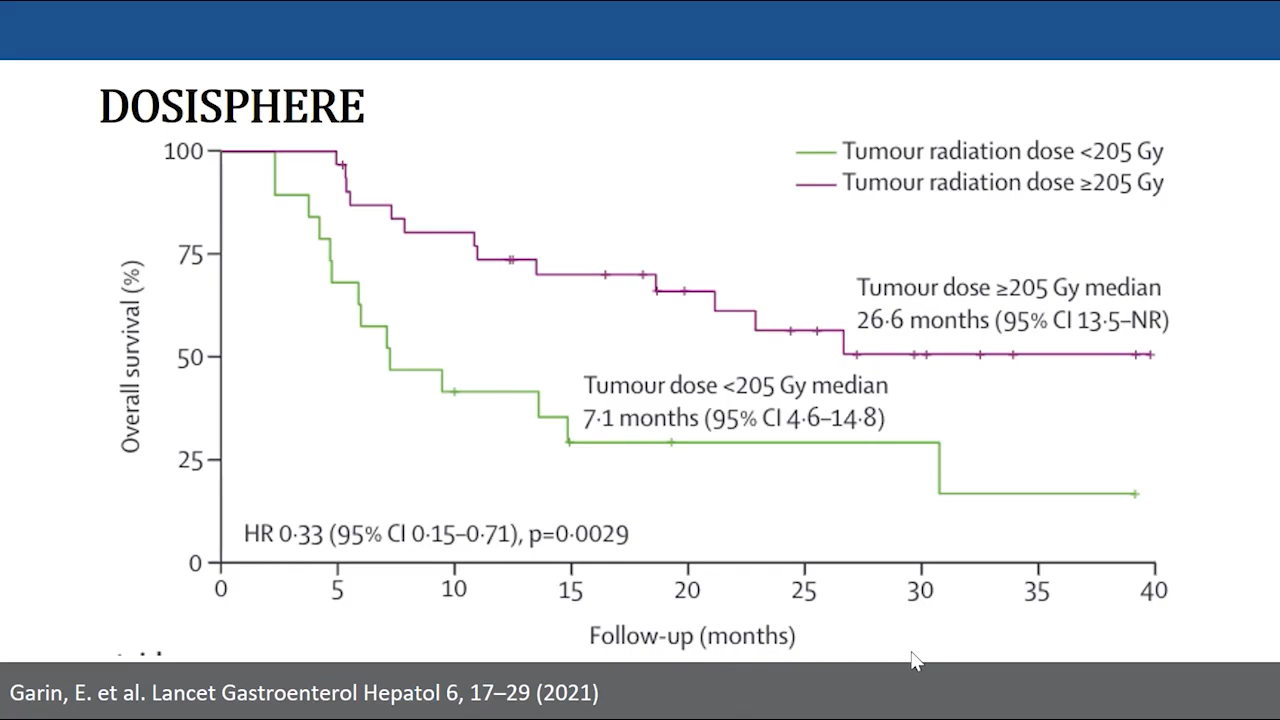 DOSISPHERE
100
75
50
25
0
Overall survival (%)
Tumour radiation dose <205 Gy
Tumour radiation dose ≥205 Gy
Tumour dose ≥205 Gy median
26·6 months (95% CI 13·5–NR)
Tumour dose <205 Gy median
7·1 months (95% CI 4·6–14·8)
HR 0·33 (95% CI 0·15–0·71), p=0·0029
0 5 10 15 20 25 30 35 40
Follow-up (months)
Garin, E. et al. Lancet Gastroenterol Hepatol 6, 17–29 (2021)